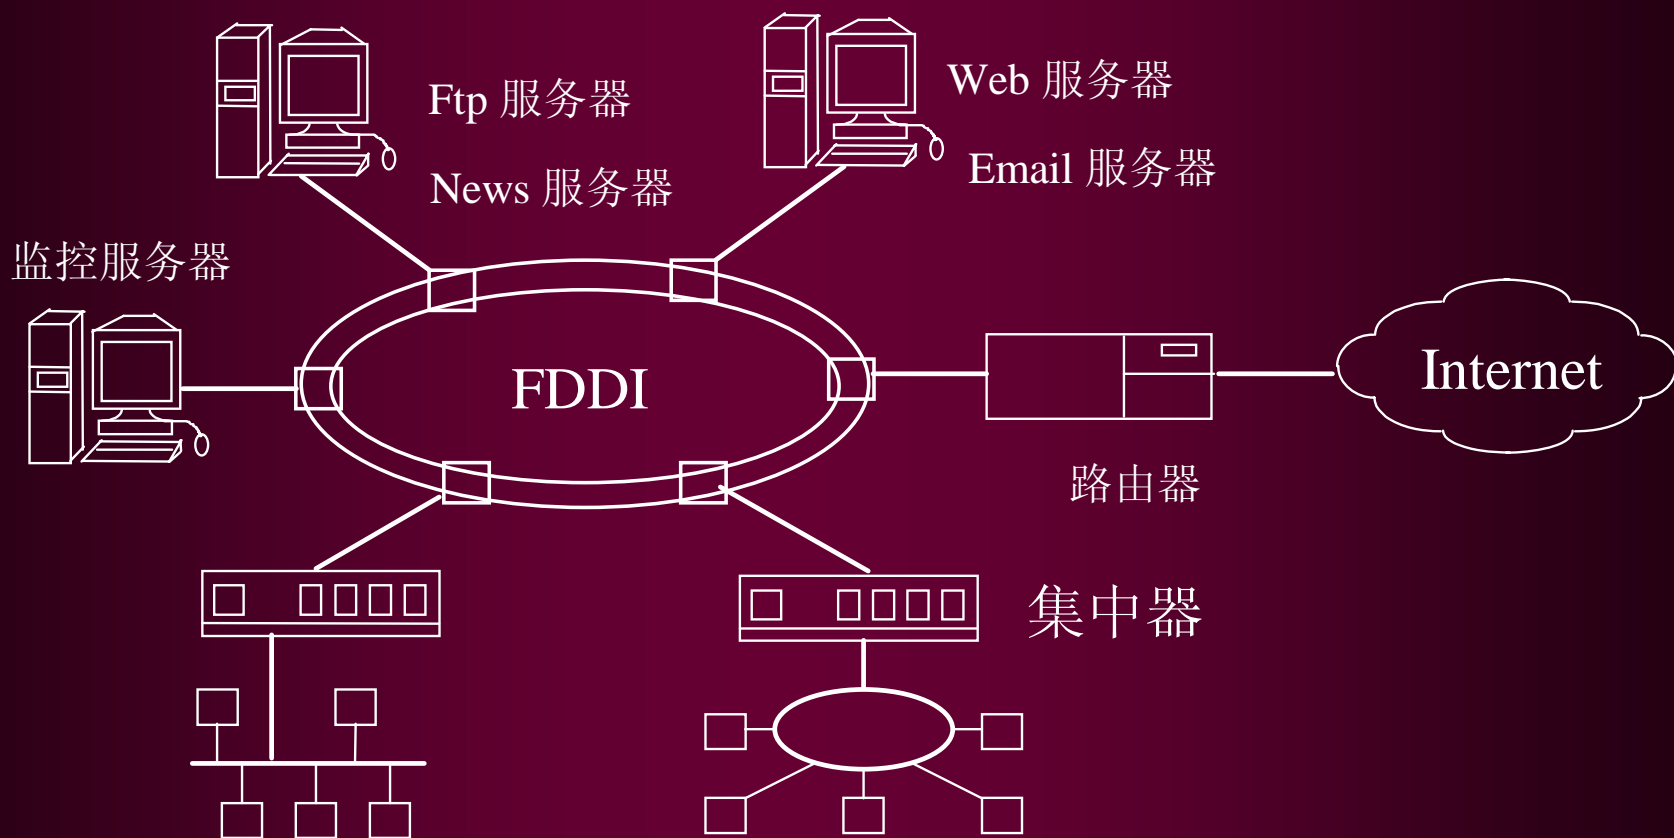 Ftp 服务器
News 服务器
Web 服务器
Email 服务器
监控服务器
FDDI
Internet
路由器
集中器